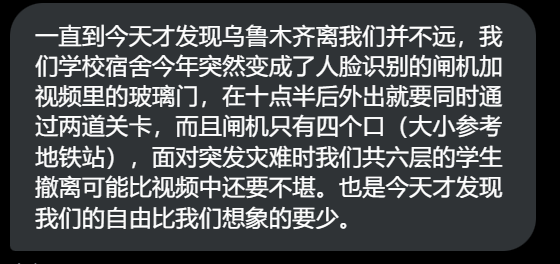 一直到今天才发现乌鲁木齐离我们并不远，我
们学校宿舍今年突然变成了人脸识别的闸机加
视频里的玻璃门，在十点半后外出就要同时通
过两道关卡，而且闸机只有四个口（大小参考
地铁站），面对突发灾难时我们共六层的学生
撤离可能比视频中还要不堪。也是今天才发现
我们的自由比我们想象的要少。